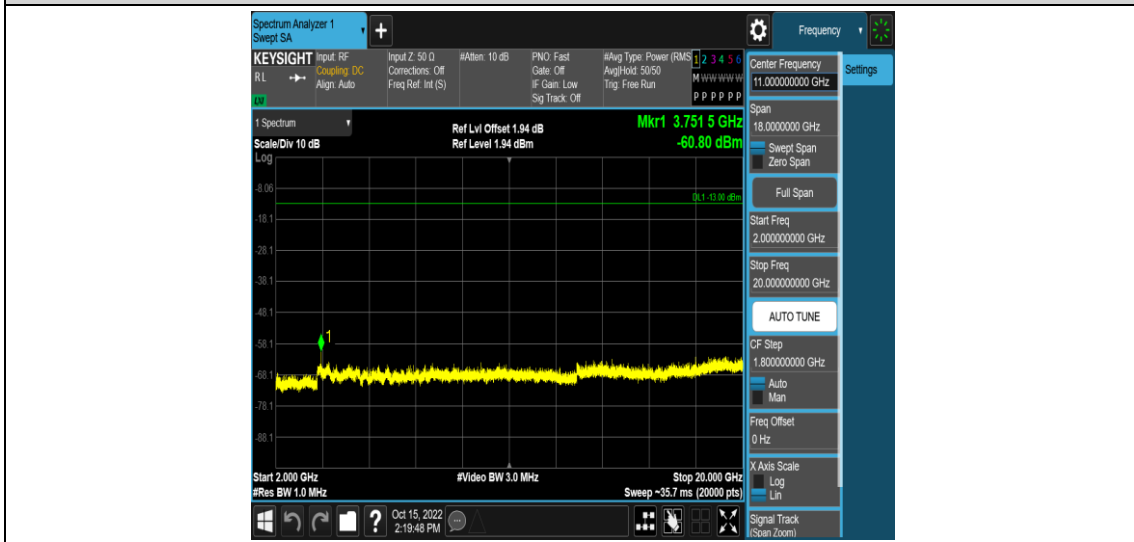 Spectrum Analyzer 1
Swept SA
+
Frequency
KEYSIGHT
RL
Input: RF
Coupling: DC
Align: Auto
Input Z: 50 Ω
Corrections: Off
Freq Ref: Int (S)
#Atten: 10 dB
PNO: Fast
Gate: Off
IF Gain: Low
Sig Track: Off
#Avg Type: Power (RMS
Avg|Hold: 50/50
Trig: Free Run
1 2 3 4 5 6
M W W W W W
P P P P P P
1 Spectrum
Scale/Div 10 dB
Log
Ref Lvl Offset 1.94 dB
Ref Level 1.94 dBm
Mkr1 3.751 5 GHz
-60.80 dBm
-8.06
DL1 -13.00 dBm
-18.1
-28.1
-38.1
-48.1
1
-58.1
-68.1
-78.1
-88.1
Start 2.000 GHz
#Res BW 1.0 MHz
#Video BW 3.0 MHz
Stop 20.000 GHz
Sweep ~35.7 ms (20000 pts)
Center Frequency
11.000000000 GHz
Settings
Span
18.0000000 GHz
Swept Span
Zero Span
Full Span
Start Freq
2.000000000 GHz
Stop Freq
20.000000000 GHz
AUTO TUNE
CF Step
1.800000000 GHz
Auto
Man
Freq Offset
0 Hz
X Axis Scale
Log
Lin
Signal Track
(Span Zoom)
?
Oct 15, 2022
2:19:48 PM